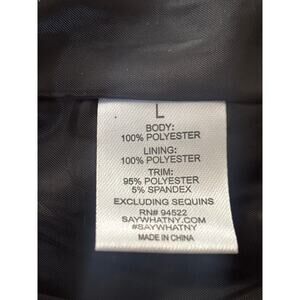 L
BODY:
100% POLYESTER
LINING:
100% POLYESTER
TRIM:
95% POLYESTER
5% SPANDEX
EXCLUDING SEQUINS
RN# 94522
SAYWHATNY.COM
#SAYWHATNY
MADE IN CHINA